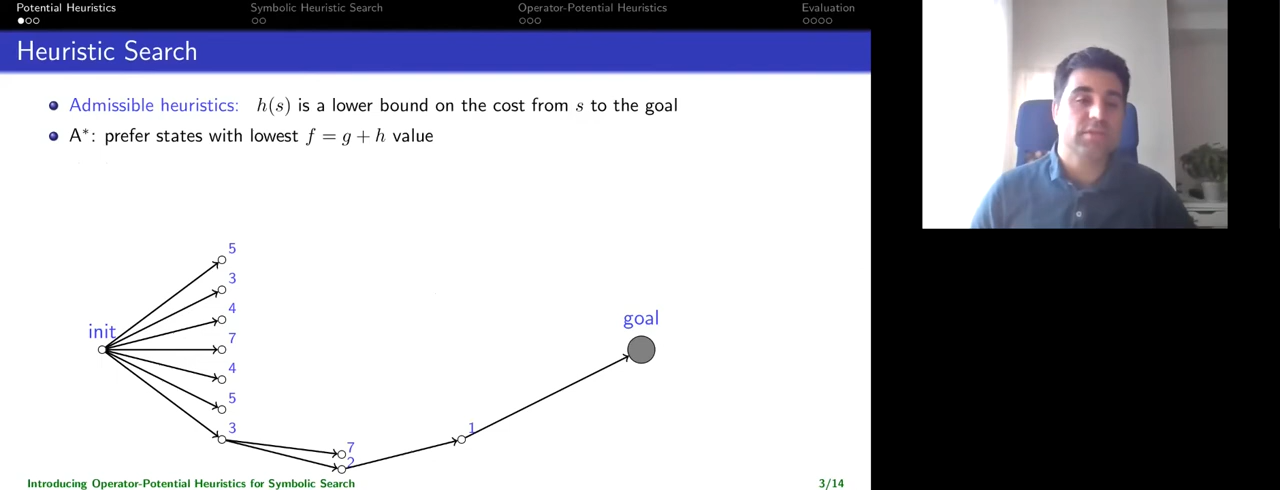 Potential Heuristics
Symbolic Heuristic Search
Operator-Potential Heuristics
Evaluation
Heuristic Search
Admissible heuristics: h(s) is a lower bound on the cost from s to the goal
A*: prefer states with lowest f = g + h value
5
3
4
init
goal
7
4
5
3
7
2
1
Introducing Operator-Potential Heuristics for Symbolic Search
3/14